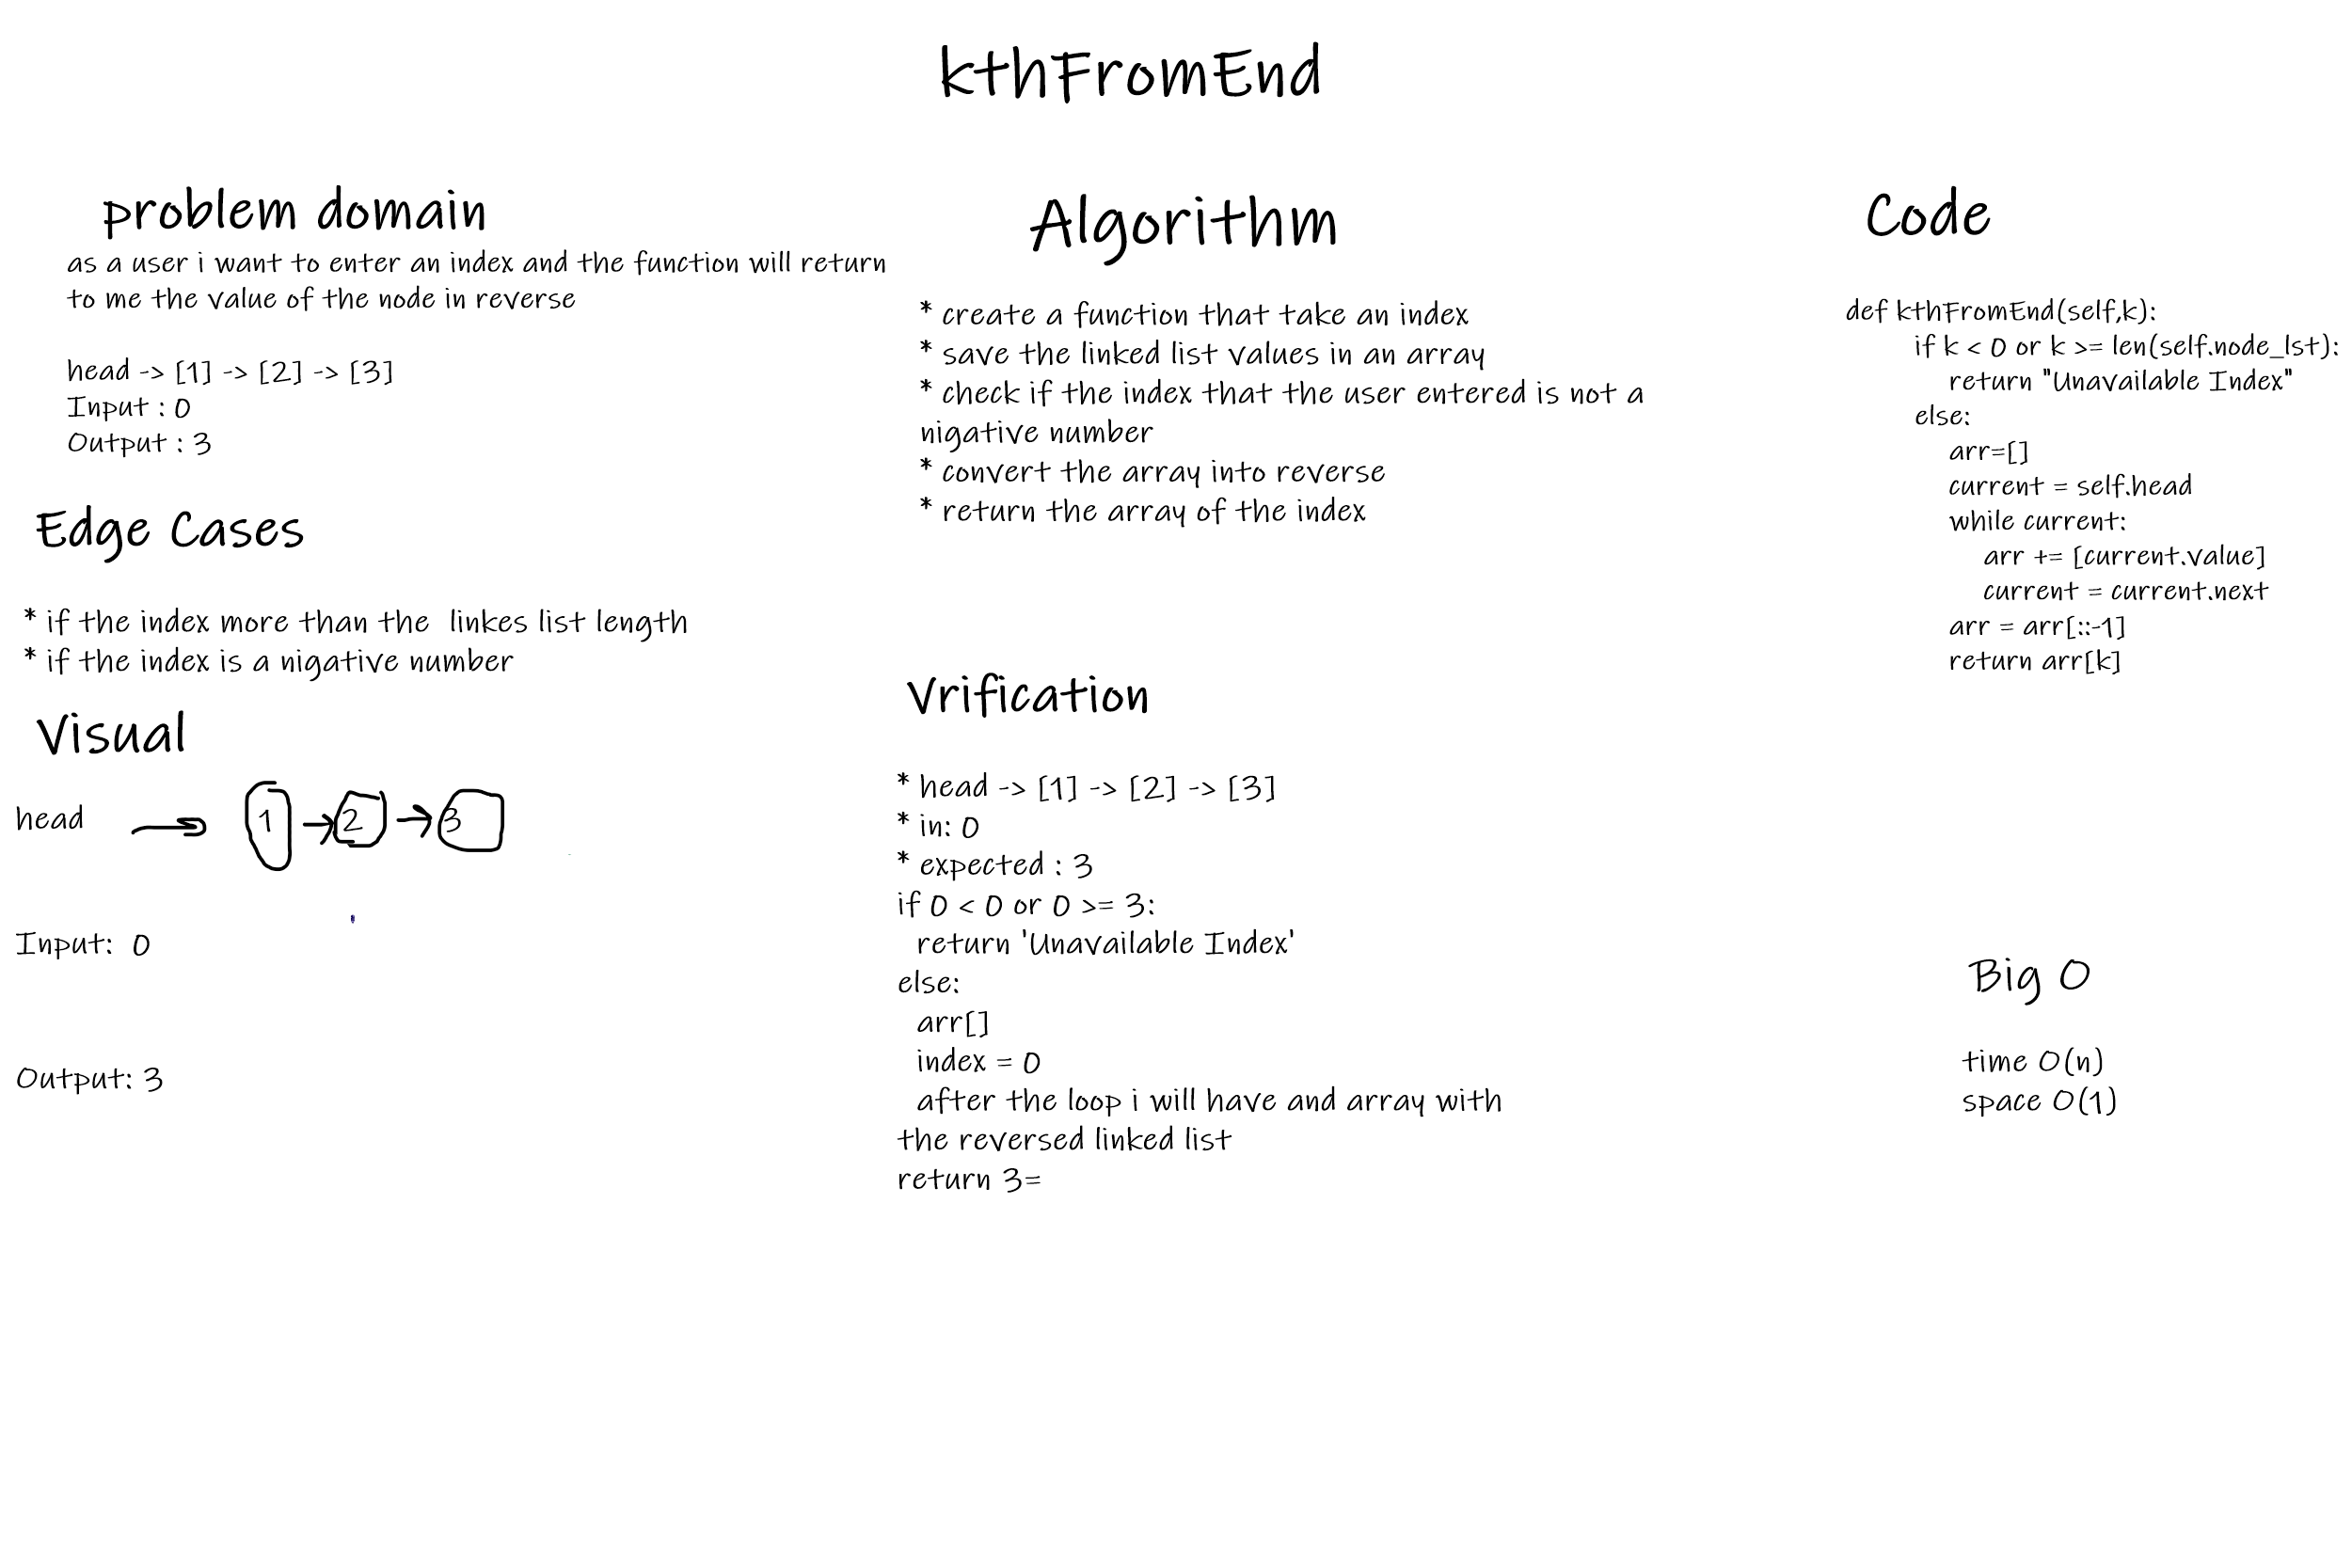 kthFromEnd
problem domain
as a user i want to enter an index and the function will return
to me the value of the node in reverse
head -> [1] -> [2] -> [3]
Input : 0
Output : 3
Edge Cases
* if the index more than the linkes list length
* if the index is a nigative number
Visual
head 1 2 3
Input: 0
Output: 3
Algorithm
* create a function that take an index
* save the linked list values in an array
* check if the index that the user entered is not a
nigative number
* convert the array into reverse
* return the array of the index
Vrification
* head -> [1] -> [2] -> [3]
* in: 0
* expected : 3
if 0 < 0 or 0 >= 3:
return 'Unavailable Index'
else:
arr[]
index = 0
after the loop i will have and array with
the reversed linked list
return 3=
Code
def kthFromEnd(self,k):
if k < 0 or k >= len(self.node_lst):
return "Unavailable Index"
else:
arr=[]
current = self.head
while current:
arr += [current.value]
current = current.next
arr = arr[::-1]
return arr[k]
Big O
time O(n)
space O(1)